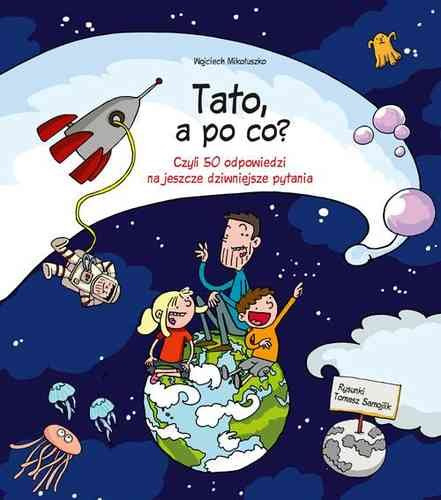 Wojciech Mikołuszko
Tato,
a po co?
Czyli 50 odpowiedzi
na jeszcze dziwniejsze pytania
Rysunki
Tomasz Samojlik